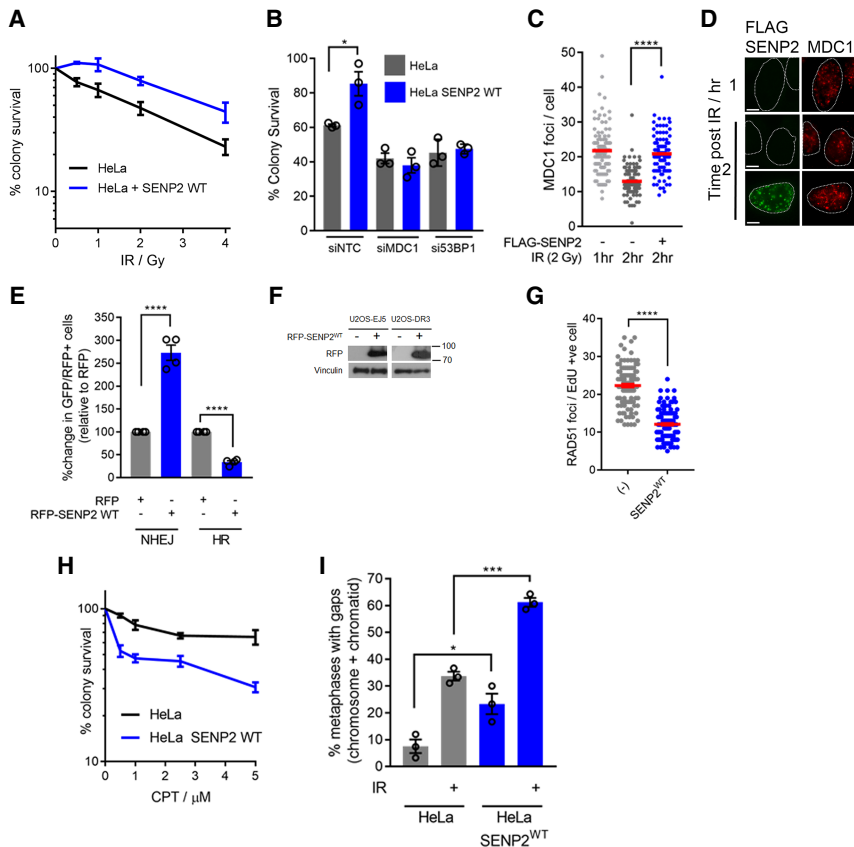 A
% colony survival
100
10
0
1
2
3
4
IR / Gy
HeLa
HeLa + SENP2 WT
B
% Colony Survival
100
80
60
40
20
0
*
HeLa
HeLa SENP2 WT
siNTC
siMDC1
si53BP1
C
MDC1 foci / cell
50
40
30
20
10
0
****
FLAG-SENP2
- - +
IR (2 Gy)
1hr 2hr 2hr
D
FLAG
SENP2 MDC1
Time post IR / hr
1
2
E
%change in GFP/RFP+ cells
(relative to RFP)
350
300
250
200
150
100
50
0
****
****
RFP + - + -
RFP-SENP2 WT - + - +
NHEJ HR
F
U2OS-EJ5 U2OS-DR3
RFP-SENP2WT - + - +
RFP
Vinculin
100
70
G
RAD51 foci / EdU +ve cell
40
30
20
10
0
****
(-)
SENP2WT
H
% colony survival
100
10
0
1
2
3
4
5
CPT / μM
HeLa
HeLa SENP2 WT
I
% metaphases with gaps
(chromosome + chromatid)
70
60
50
40
30
20
10
0
***
*
IR + +
HeLa HeLa
SENP2WT